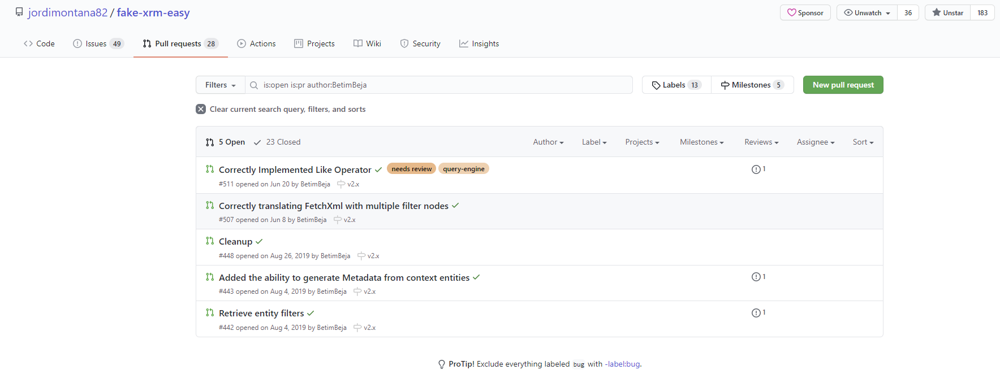 jordimontana82 / fake-xrm-easy Sponsor Unwatch 36 Unstar 183
Code Issues 49 Pull requests 28 Actions Projects Wiki Security Insights
Filters is:open is:pr author:BetimBeja Labels 13 Milestones 5 New pull request
Clear current search query, filters, and sorts
5 Open 23 Closed Author Label Projects Milestones Reviews Assignee Sort
Correctly Implemented Like Operator needs review query-engine 1
#511 opened on Jun 20 by BetimBeja v2.x
Correctly translating FetchXml with multiple filter nodes
#507 opened on Jun 8 by BetimBeja v2.x
Cleanup
#448 opened on Aug 26, 2019 by BetimBeja v2.x
Added the ability to generate Metadata from context entities 1
#443 opened on Aug 4, 2019 by BetimBeja v2.x
Retrieve entity filters 1
#442 opened on Aug 4, 2019 by BetimBeja v2.x
ProTip! Exclude everything labeled bug with -label:bug.